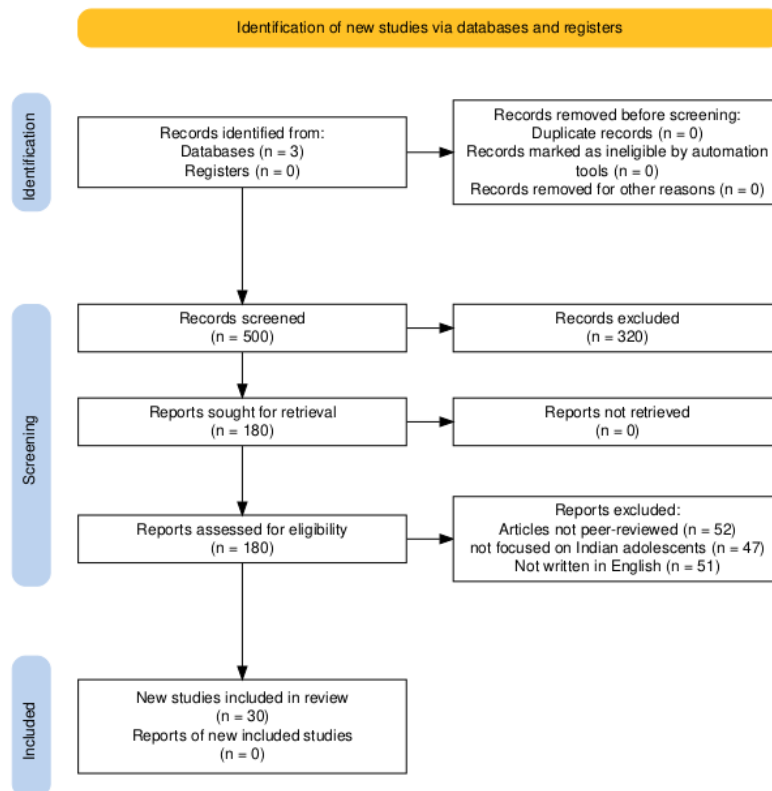 Identification of new studies via databases and registers
Identification
Records identified from:
Databases (n = 3)
Registers (n = 0)
Records removed before screening:
Duplicate records (n = 0)
Records marked as ineligible by automation
tools (n = 0)
Records removed for other reasons (n = 0)
Screening
Records screened
(n = 500)
Records excluded
(n = 320)
Reports sought for retrieval
(n = 180)
Reports not retrieved
(n = 0)
Reports assessed for eligibility
(n = 180)
Reports excluded:
Articles not peer-reviewed (n = 52)
not focused on Indian adolescents (n = 47)
Not written in English (n = 51)
Included
New studies included in review
(n = 30)
Reports of new included studies
(n = 0)